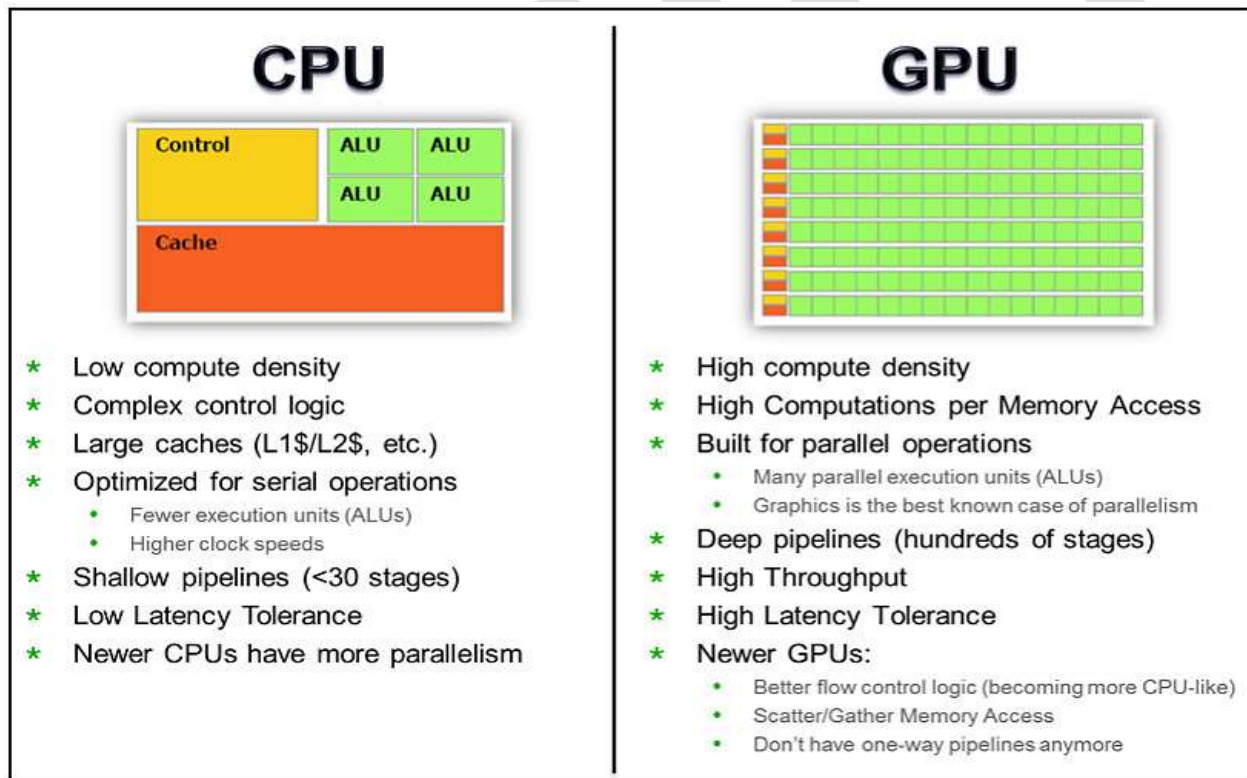 CPU
Control
ALU
ALU
ALU
ALU
Cache
* Low compute density
* Complex control logic
* Large caches (L1$/L2$, etc.)
* Optimized for serial operations
• Fewer execution units (ALUs)
• Higher clock speeds
* Shallow pipelines (<30 stages)
* Low Latency Tolerance
* Newer CPUs have more parallelism
GPU
* High compute density
* High Computations per Memory Access
* Built for parallel operations
• Many parallel execution units (ALUs)
• Graphics is the best known case of parallelism
* Deep pipelines (hundreds of stages)
* High Throughput
* High Latency Tolerance
* Newer GPUs:
• Better flow control logic (becoming more CPU-like)
• Scatter/Gather Memory Access
• Don't have one-way pipelines anymore